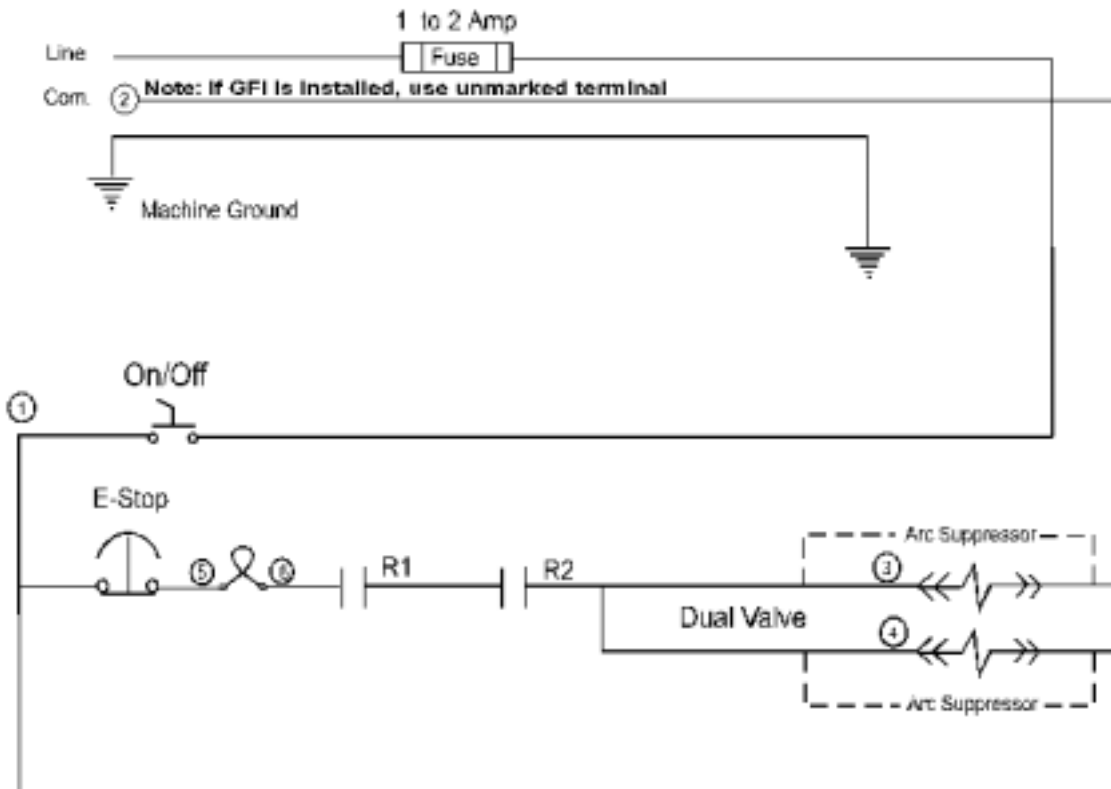 1 to 2 Amp
Line
Fuse
Com.
2
Note: If GFI is Installed, use unmarked terminal
Machine Ground
On/Off
1
E-Stop
Arc Suppressor
5
6
R1
R2
3
Dual Valve
4
Arc Suppressor